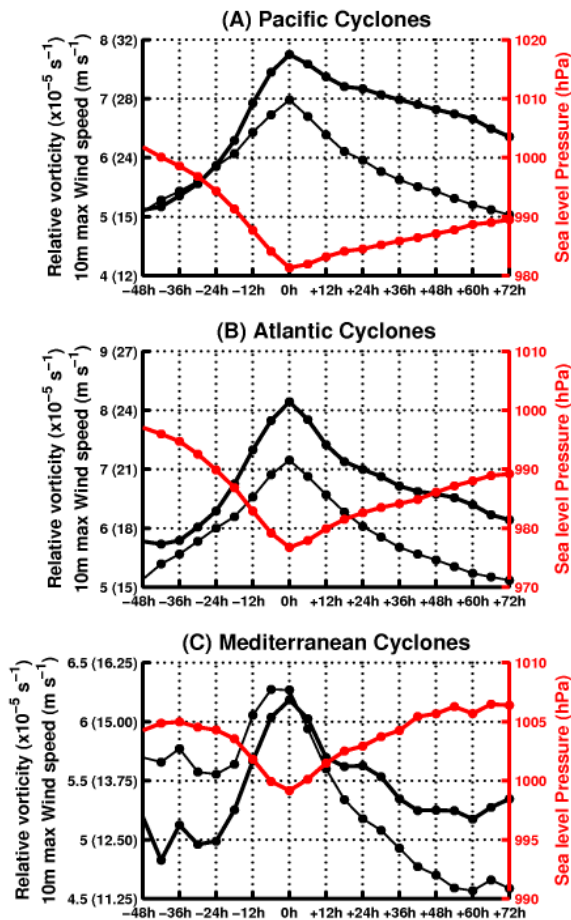 (A) Pacific Cyclones
Relative vorticity (x10⁻⁵ s⁻¹)
10m max Wind speed (m s⁻¹)
8 (32)
7 (28)
6 (24)
5 (15)
4 (12)
1020
1010
1000
990
980
Sea level Pressure (hPa)
−48h −36h −24h −12h 0h +12h +24h +36h +48h +60h +72h
(B) Atlantic Cyclones
Relative vorticity (x10⁻⁵ s⁻¹)
10m max Wind speed (m s⁻¹)
9 (27)
8 (24)
7 (21)
6 (18)
5 (15)
1010
1000
990
980
970
Sea level Pressure (hPa)
−48h −36h −24h −12h 0h +12h +24h +36h +48h +60h +72h
(C) Mediterranean Cyclones
Relative vorticity (x10⁻⁵ s⁻¹)
10m max Wind speed (m s⁻¹)
6.5 (16.25)
6 (15.00)
5.5 (13.75)
5 (12.50)
4.5 (11.25)
1010
1005
1000
995
990
Sea level Pressure (hPa)
−48h −36h −24h −12h 0h +12h +24h +36h +48h +60h +72h